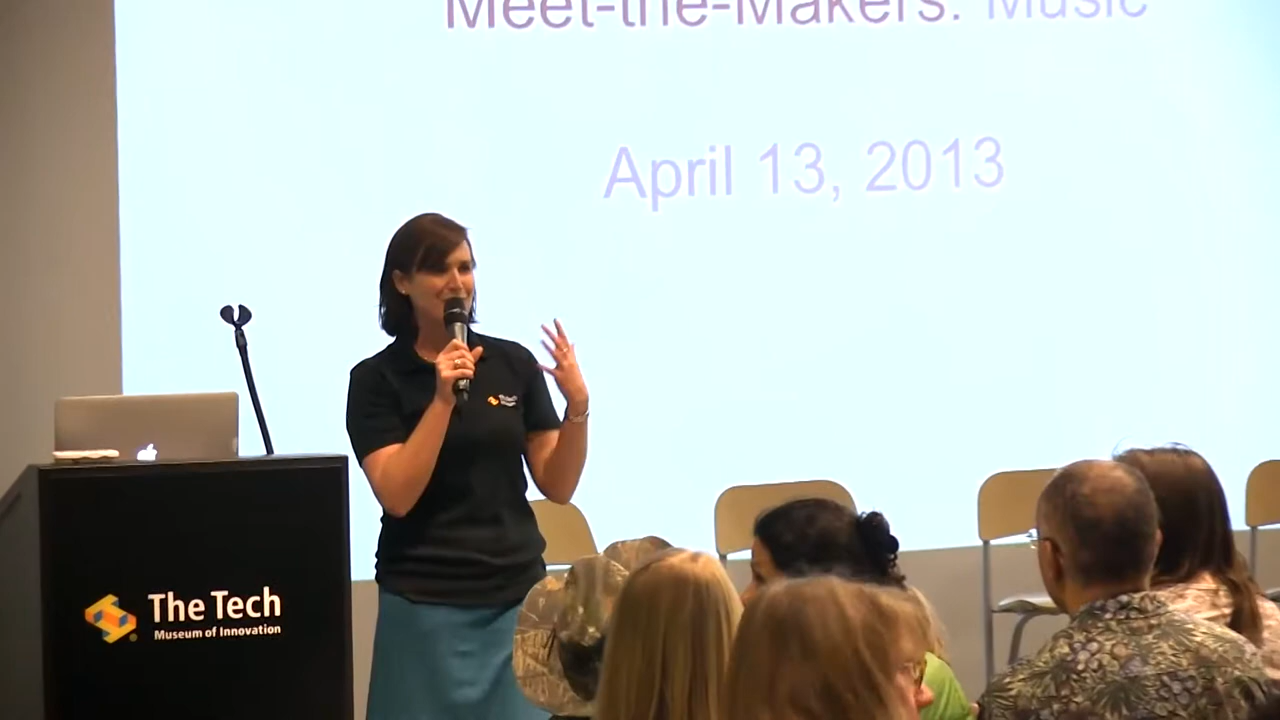 Meet-the-Makers: Music
April 13, 2013
The Tech
Museum of Innovation